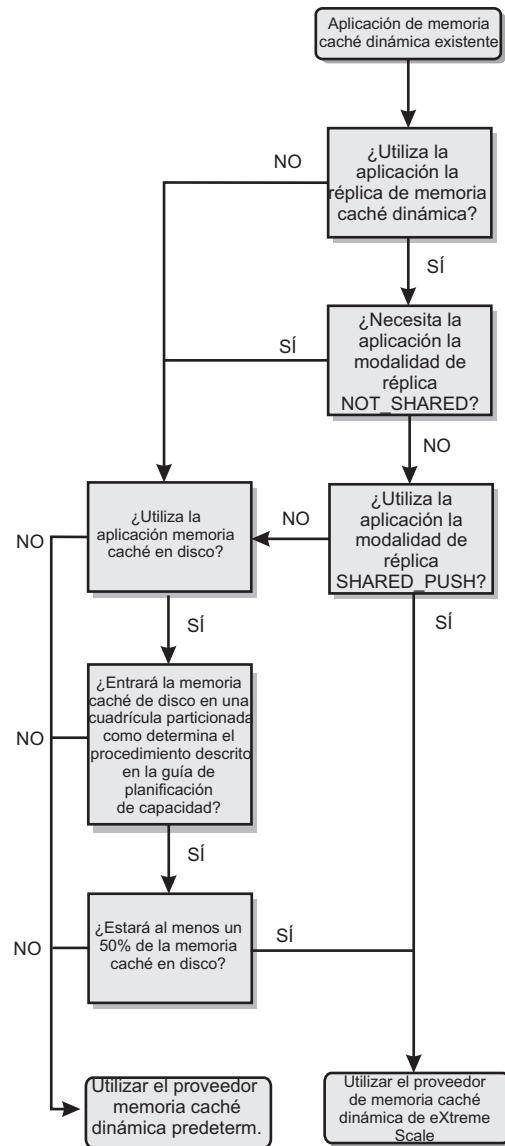 Aplicación de memoria
caché dinámica existente
¿Utiliza la
aplicación la
réplica de memoria
caché dinámica?
NO
SÍ
¿Necesita la
aplicación la
modalidad de
réplica
NOT_SHARED?
SÍ
NO
¿Utiliza la
aplicación la
modalidad de
réplica
SHARED_PUSH?
NO
SÍ
¿Utiliza la
aplicación memoria
caché en disco?
NO
SÍ
¿Entrará la memoria
caché de disco en una
cuadrícula particionada
como determina el
procedimiento descrito
en la guía de
planificación
de capacidad?
NO
SÍ
¿Estará al menos un
50% de la memoria
caché en disco?
NO
SÍ
Utilizar el proveedor
memoria caché
dinámica predeterm.
Utilizar el proveedor
de memoria caché
dinámica de eXtreme
Scale